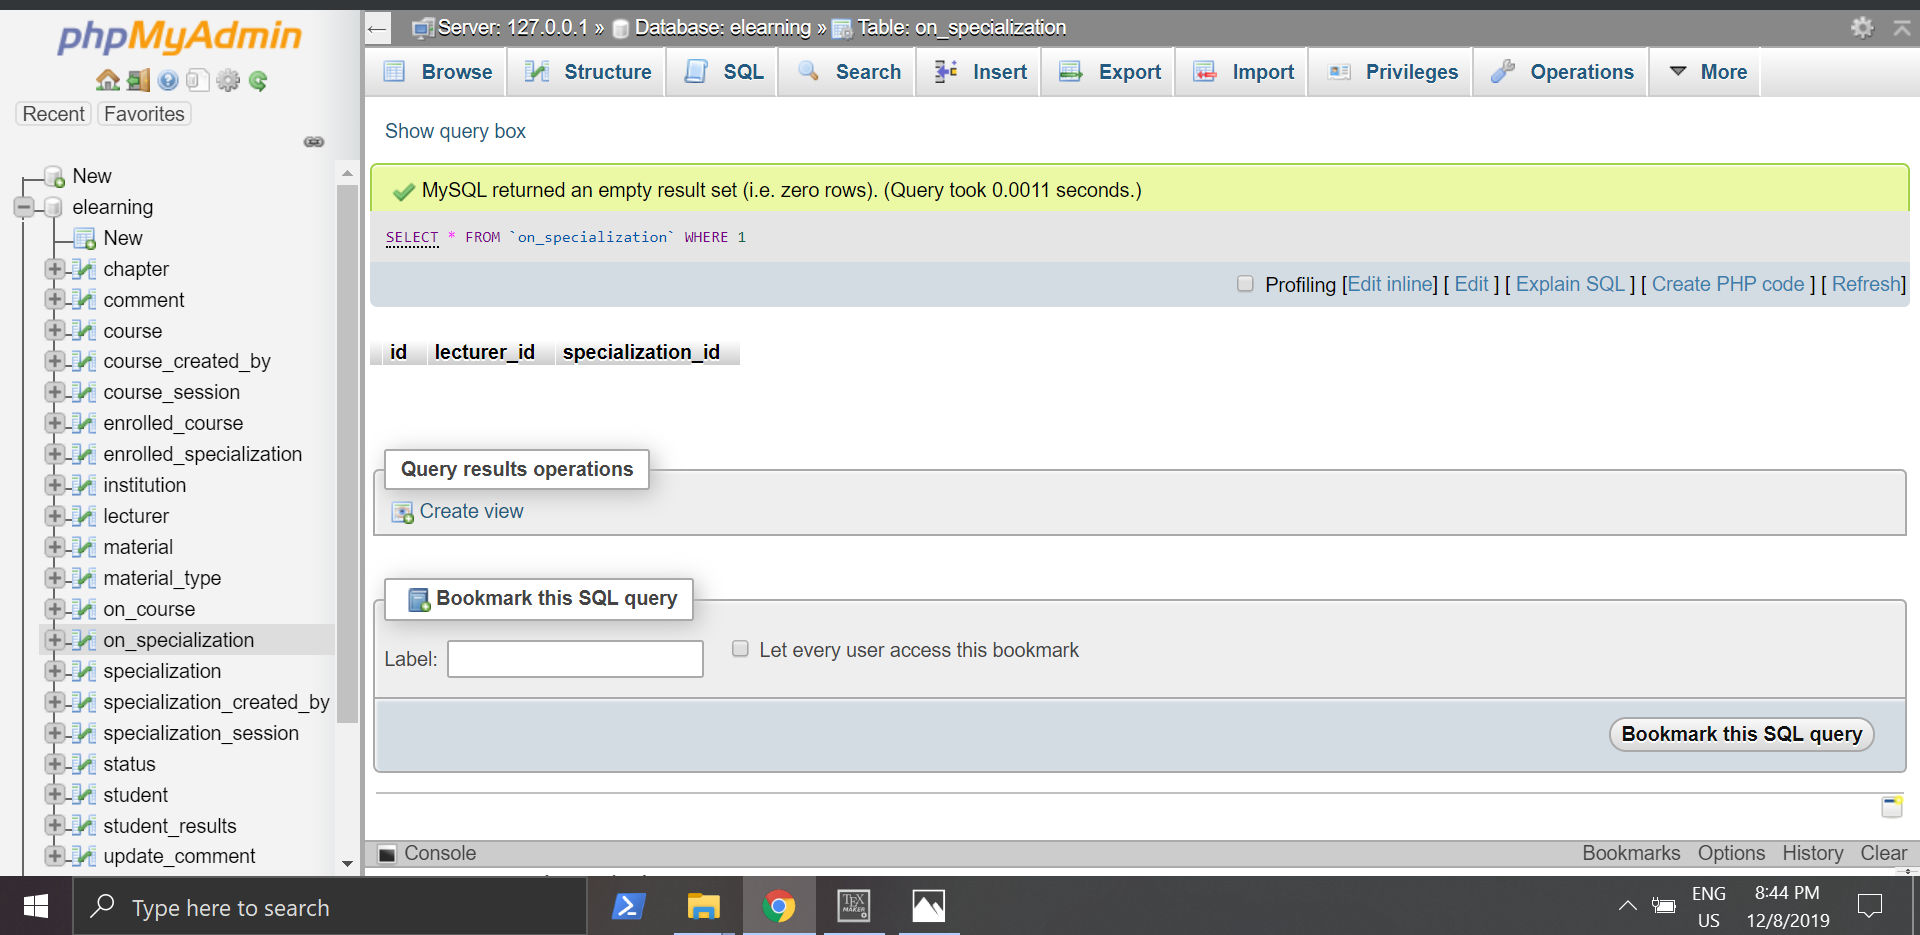 phpMyAdmin
Recent Favorites
New
elearning
New
chapter
comment
course
course_created_by
course_session
enrolled_course
enrolled_specialization
institution
lecturer
material
material_type
on_course
on_specialization
specialization
specialization_created_by
specialization_session
status
student
student_results
update_comment
Server: 127.0.0.1 » Database: elearning » Table: on_specialization
Browse Structure SQL Search Insert Export Import Privileges Operations More
Show query box
MySQL returned an empty result set (i.e. zero rows). (Query took 0.0011 seconds.)
SELECT * FROM `on_specialization` WHERE 1
Profiling [Edit inline] [ Edit ] [ Explain SQL ] [ Create PHP code ] [ Refresh]
id lecturer_id specialization_id
Query results operations
Create view
Bookmark this SQL query
Label: Let every user access this bookmark
Bookmark this SQL query
Console Bookmarks Options History Clear
Type here to search
TEX
MAKER
ENG
US
8:44 PM
12/8/2019